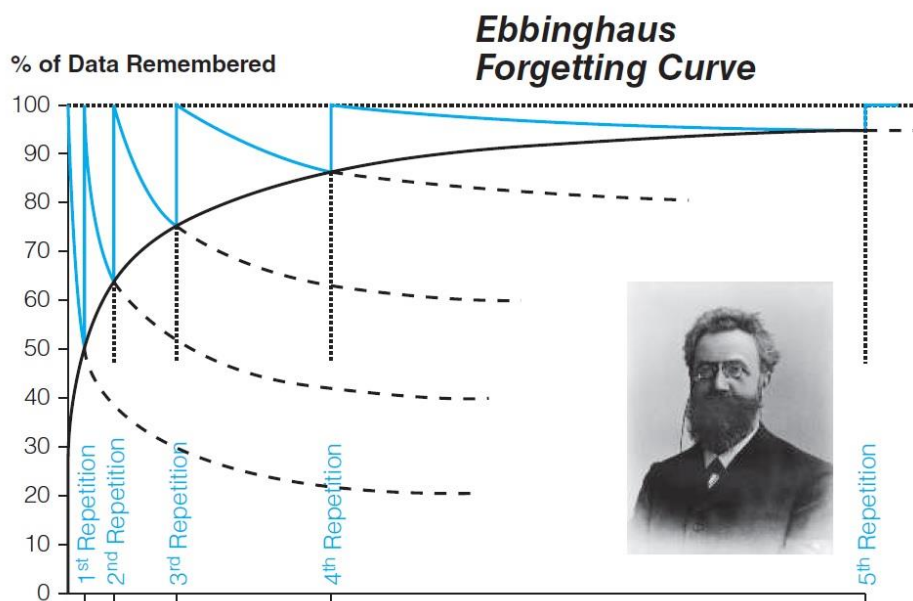 Ebbinghaus
Forgetting Curve
% of Data Remembered
100
90
80
70
60
50
40
30
20
10
0
1st Repetition
2nd Repetition
3rd Repetition
4th Repetition
5th Repetition